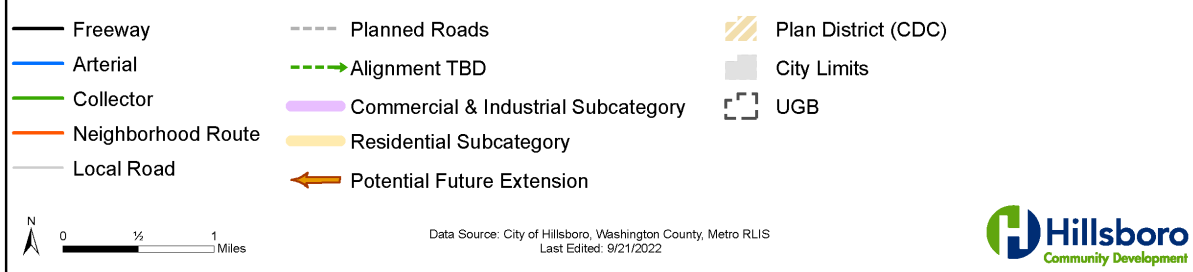 Freeway
Arterial
Collector
Neighborhood Route
Local Road
Planned Roads
Alignment TBD
Commercial & Industrial Subcategory
Residential Subcategory
Potential Future Extension
Plan District (CDC)
City Limits
UGB
N
0 ½ 1
Miles
Data Source: City of Hillsboro, Washington County, Metro RLIS
Last Edited: 9/21/2022
Hillsboro
Community Development